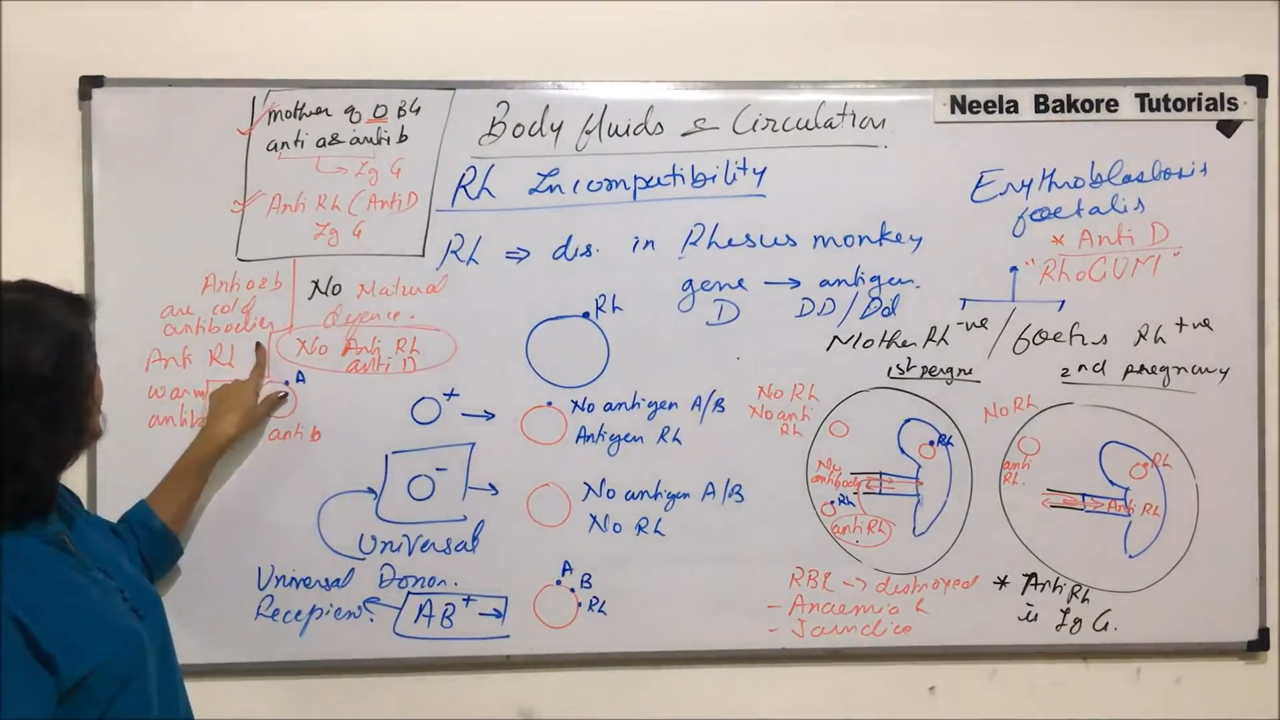 Neela Bakore Tutorials
Body fluids & Circulation
mother of O BG
anti a & anti b
Ig G
Anti Rh (Anti D
Ig G
Rh Incompatibility
Rh ⇒ dis. in Rhesus monkey
gene → antigen.
D DD/Dd
Erythroblastosis
foetalis
* Anti D
"RhoGUM"
Anti a & b
are cold
antibodies
Anti Rh
warm
No Natural
defence.
No Anti Rh
anti D
A
anti b
Rh
O+ →
No antigen A/B
Antigen Rh
O- →
No antigen A/B
No Rh
Universal
Universal Donor.
AB+ →
A
B
Rh
Mother Rh -ve / foetus Rh +ve
1st pregn
2nd pregnancy
No Rh
No anti
Rh
Rh
No
antibody
Rh
anti Rh
No Rh
anti
Rh.
Rh
Anti Rh
RBC → destroyed
- Anaemia &
- Jaundice
* Anti Rh
is Ig G.